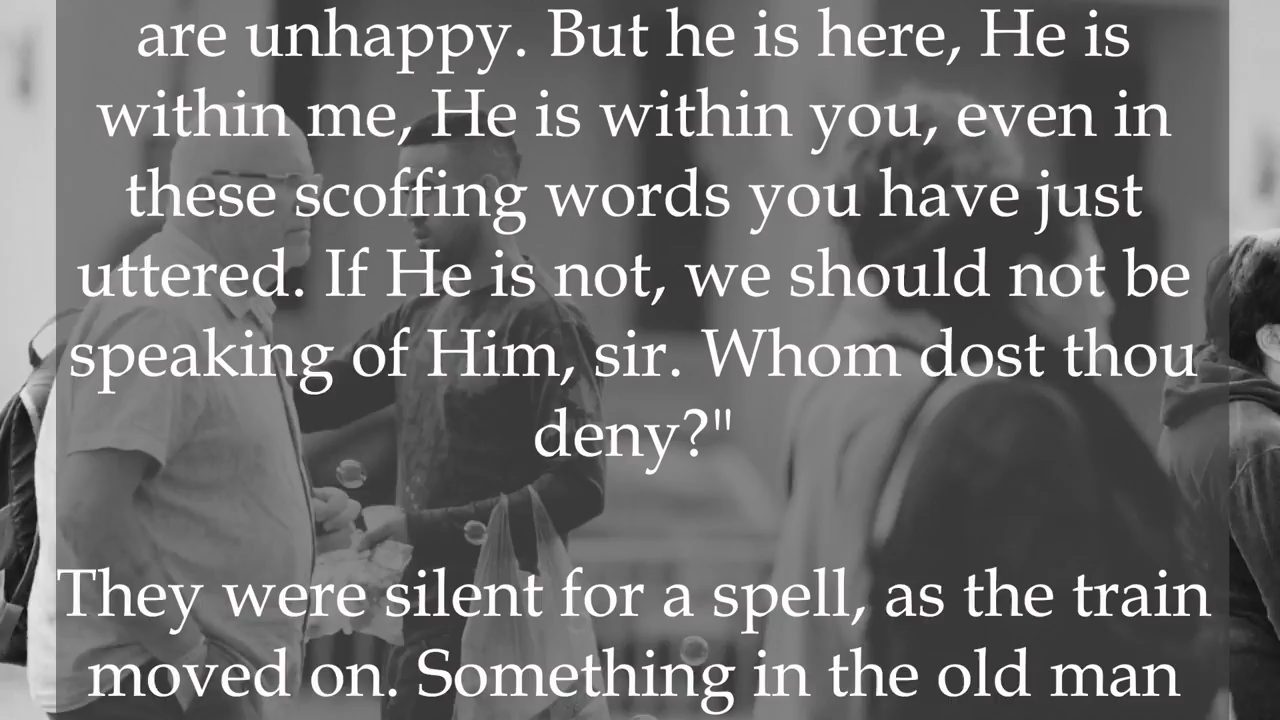 are unhappy. But he is here, He is
within me, He is within you, even in
these scoffing words you have just
uttered. If He is not, we should not be
speaking of Him, sir. Whom dost thou
deny?"
They were silent for a spell, as the train
moved on. Something in the old man